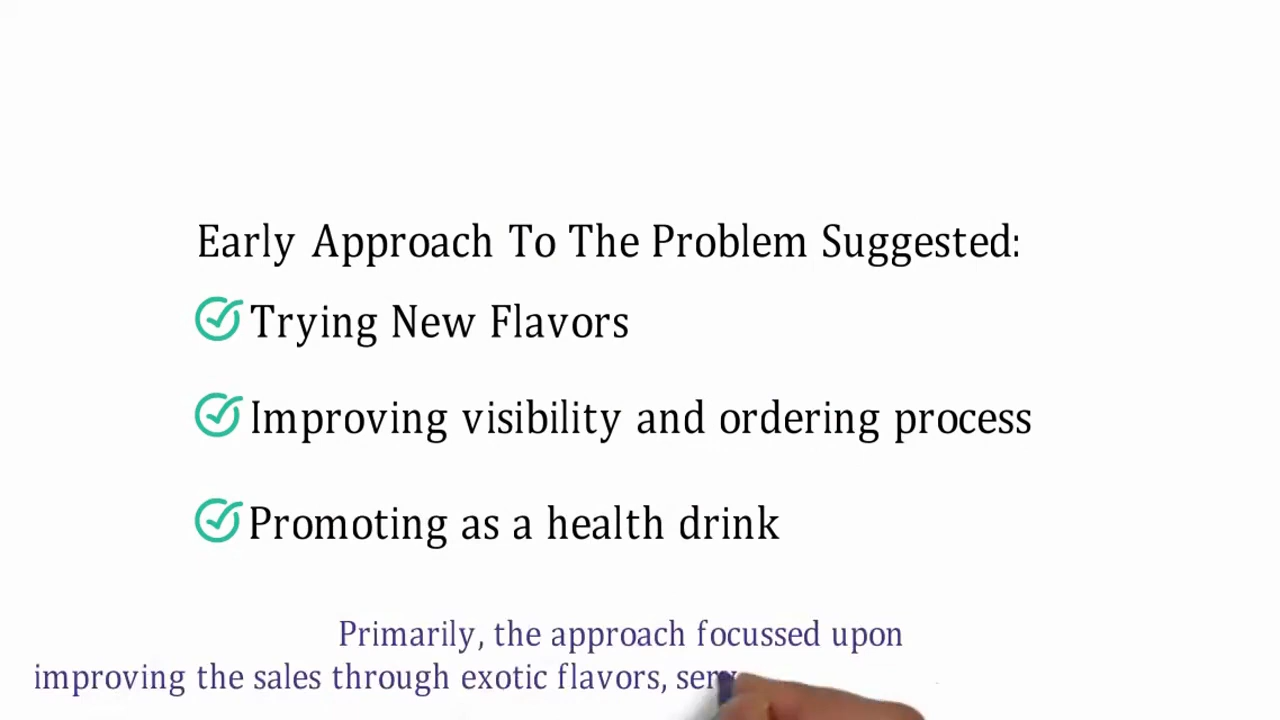 Early Approach To The Problem Suggested:
Trying New Flavors
Improving visibility and ordering process
Promoting as a health drink
Primarily, the approach focussed upon
improving the sales through exotic flavors,